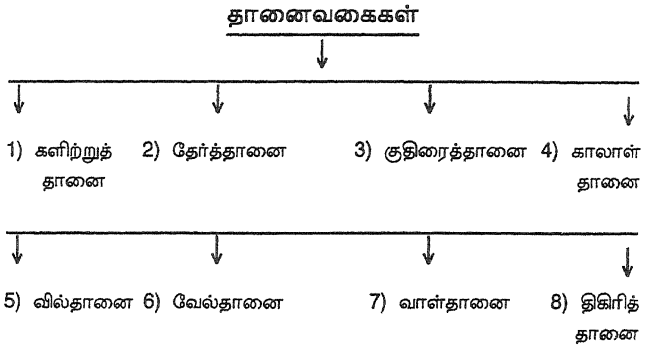 தானைவகைகள்
1) களிற்றுத் 2) தேர்த்தானை 3) குதிரைத்தானை 4) காலாள்
தானை தானை
5) வில்தானை 6) வேல்தானை 7) வாள்தானை 8) திகிரித்
தானை